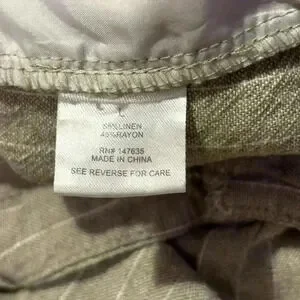 L
55%LINEN
45%RAYON
RN# 147635
MADE IN CHINA
SEE REVERSE FOR CARE